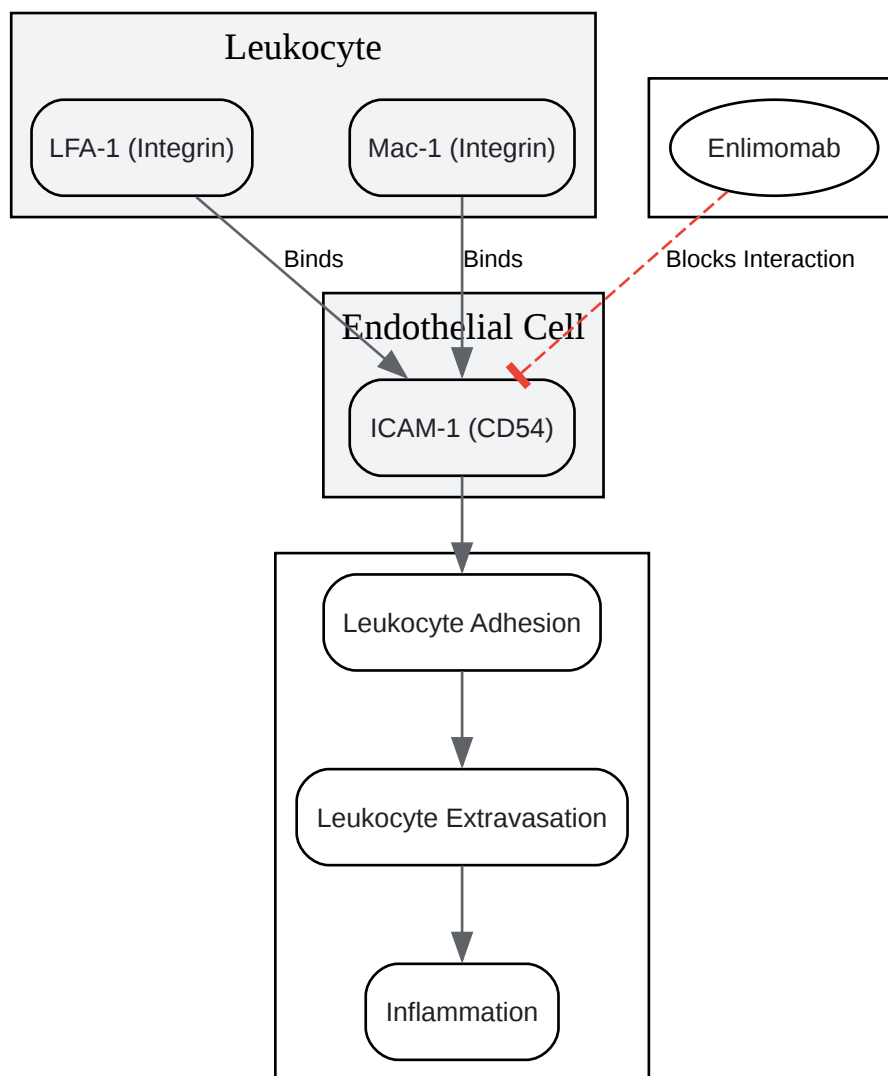 Leukocyte
LFA-1 (Integrin)
Mac-1 (Integrin)
Enlimomab
Binds
Binds
Blocks Interaction
Endothelial Cell
ICAM-1 (CD54)
Leukocyte Adhesion
Leukocyte Extravasation
Inflammation